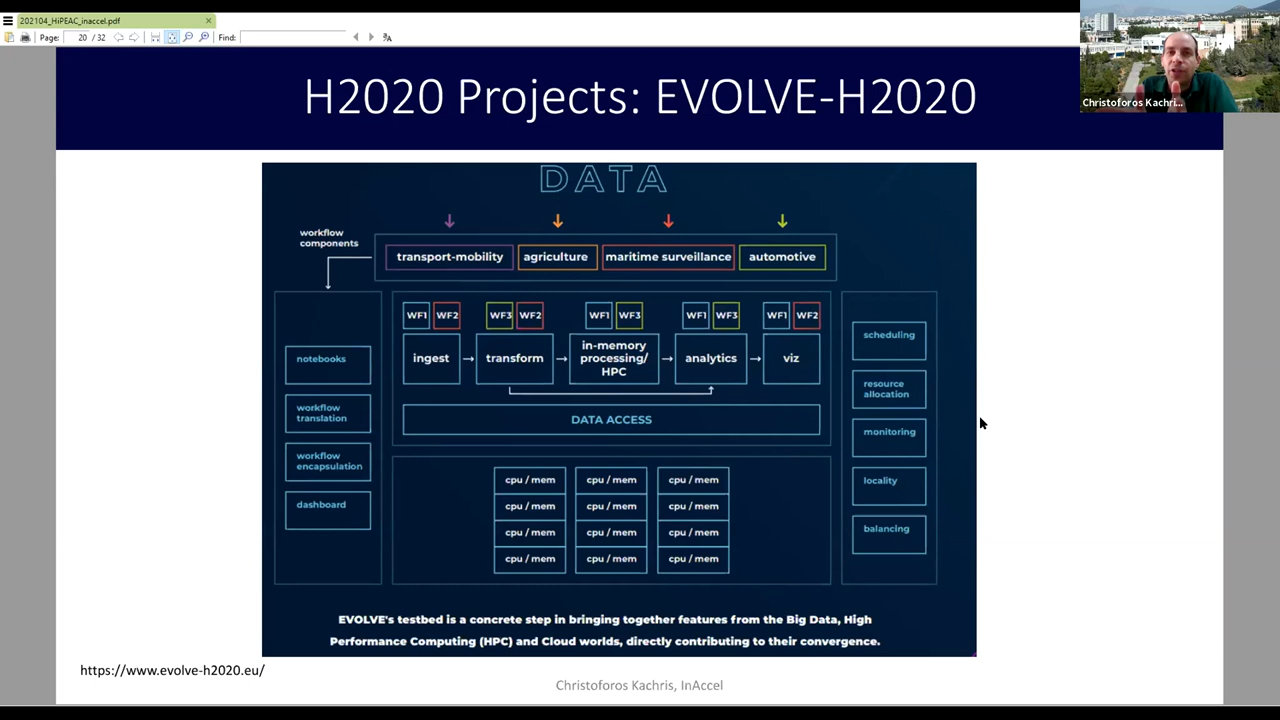 202104_HiPEAC_inaccel.pdf
Page: 20 / 32 Find:
H2020 Projects: EVOLVE-H2020
Christoforos Kachri...
DATA
workflow
components
transport-mobility agriculture maritime surveillance automotive
WF1 WF2 WF3 WF2 WF1 WF3 WF1 WF3 WF1 WF2
ingest transform in-memory processing/ HPC analytics viz
DATA ACCESS
notebooks
workflow
translation
workflow
encapsulation
dashboard
cpu / mem cpu / mem cpu / mem
cpu / mem cpu / mem cpu / mem
cpu / mem cpu / mem cpu / mem
cpu / mem cpu / mem cpu / mem
scheduling
resource
allocation
monitoring
locality
balancing
EVOLVE's testbed is a concrete step in bringing together features from the Big Data, High
Performance Computing (HPC) and Cloud worlds, directly contributing to their convergence.
https://www.evolve-h2020.eu/
Christoforos Kachris, InAccel